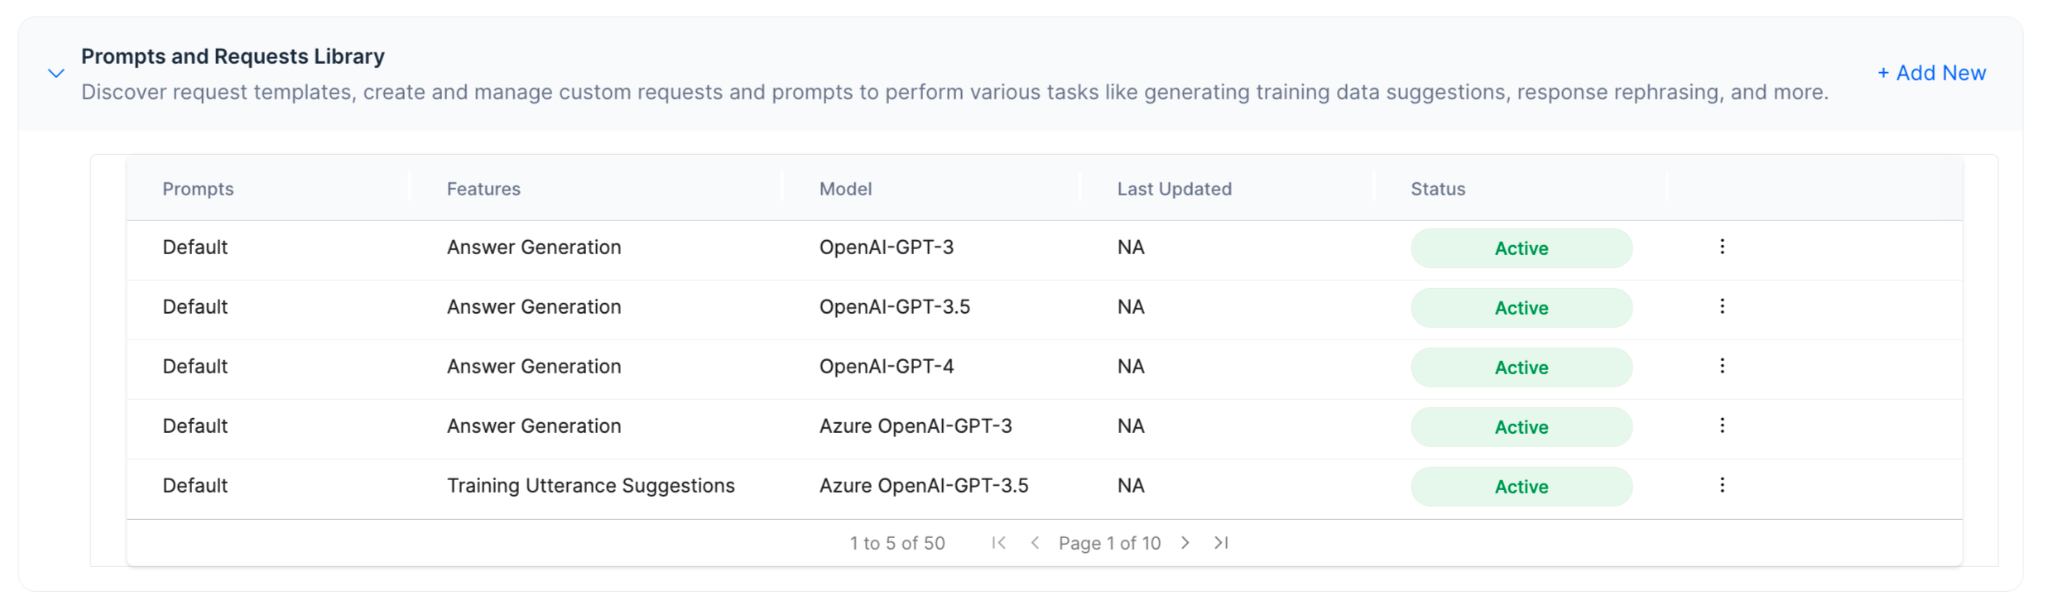 Prompts and Requests Library
Discover request templates, create and manage custom requests and prompts to perform various tasks like generating training data suggestions, response rephrasing, and more.
+ Add New
Prompts Features Model Last Updated Status
Default Answer Generation OpenAI-GPT-3 NA Active
Default Answer Generation OpenAI-GPT-3.5 NA Active
Default Answer Generation OpenAI-GPT-4 NA Active
Default Answer Generation Azure OpenAI-GPT-3 NA Active
Default Training Utterance Suggestions Azure OpenAI-GPT-3.5 NA Active
1 to 5 of 50 Page 1 of 10